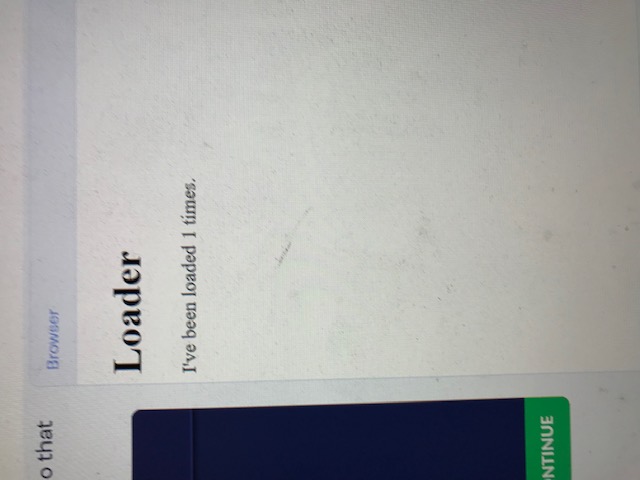 o that
Browser
Loader
I've been loaded 1 times.
NTINUE